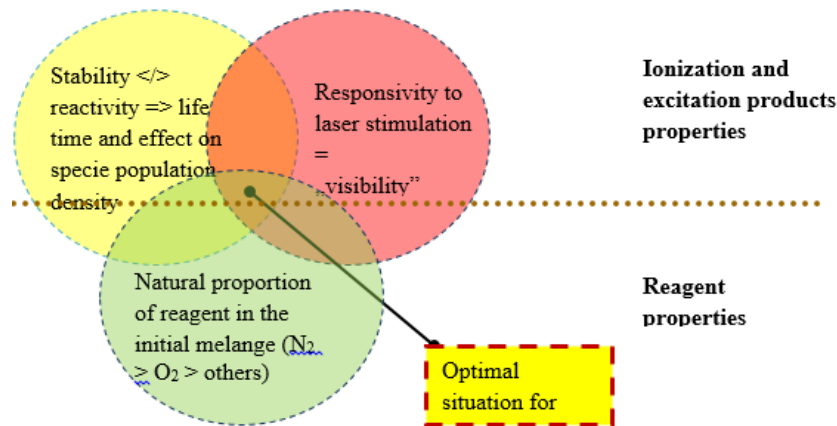 Stability </>
reactivity => life
time and effect on
specie population
density
Responsivity to
laser stimulation
=
„visibility”
Ionization and
excitation products
properties
Natural proportion
of reagent in the
initial melange (N₂
> O₂ > others)
Reagent
properties
Optimal
situation for